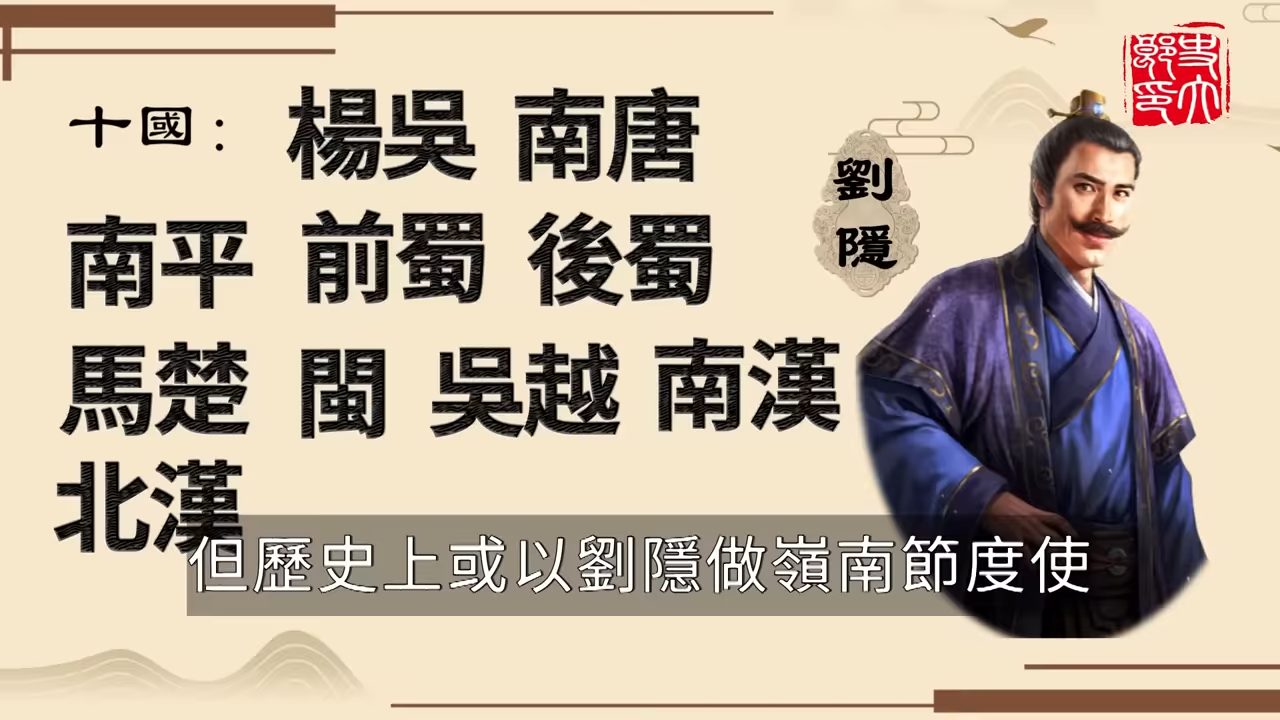 十國： 楊吳 南唐
南平 前蜀 後蜀
馬楚 閩 吳越 南漢
北漢
劉隱
但歷史上或以劉隱做嶺南節度使